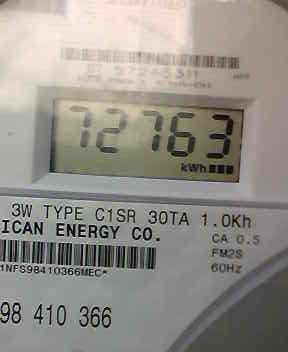 72763
kWh
3W TYPE C1SR 30TA 1.0Kh
ICAN ENERGY CO.
CA 0.5
FM2S
1NFS98410366MEC*
60Hz
98 410 366